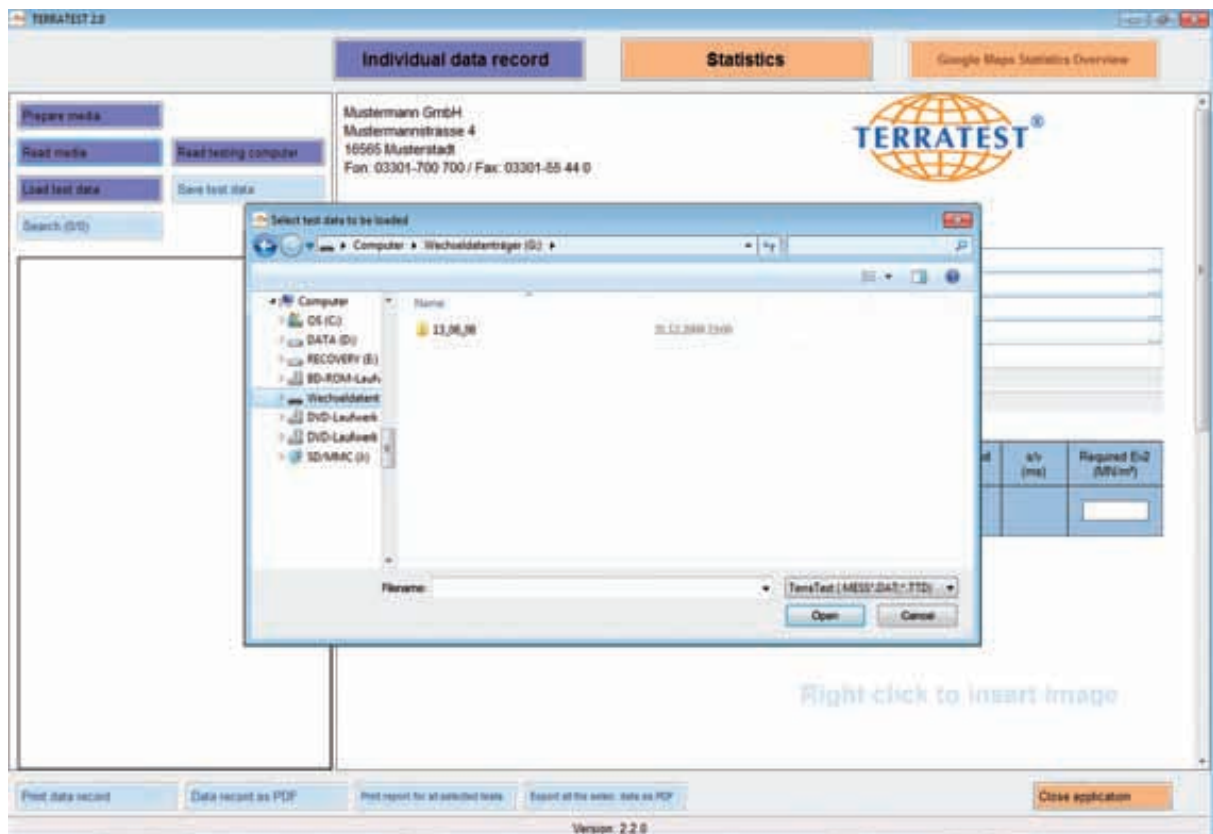 TERRATEST 2.0
Individual data record
Statistics
Google Maps Statistics Overview
Prepare media
Read media
Read testing computer
Load test data
Save test data
Search (0/0)
Mustermann GmbH
Mustermannstrasse 4
16565 Musterstadt
Fon: 03301-700 700 / Fax: 03301-55 44 0
TERRATEST®
Select test data to be loaded
Computer Wechseldatenträger (G:)
Computer
OS (C:)
DATA (D:)
RECOVERY (E:)
BD-ROM-Laufw
Wechseldatent
DVD-Laufwerk
DVD-Laufwerk
SD/MMC (J:)
Name
Filename:
TerraTest (.MESS*.DAT;*.TTD)
Open
Cancel
s/v
(ms)
Required Ev2
(MN/m²)
Right click to insert image
Print data record
Data record as PDF
Print report for all selected tests
Export all the selec. data as PDF
Close application
Version: 2.2.0